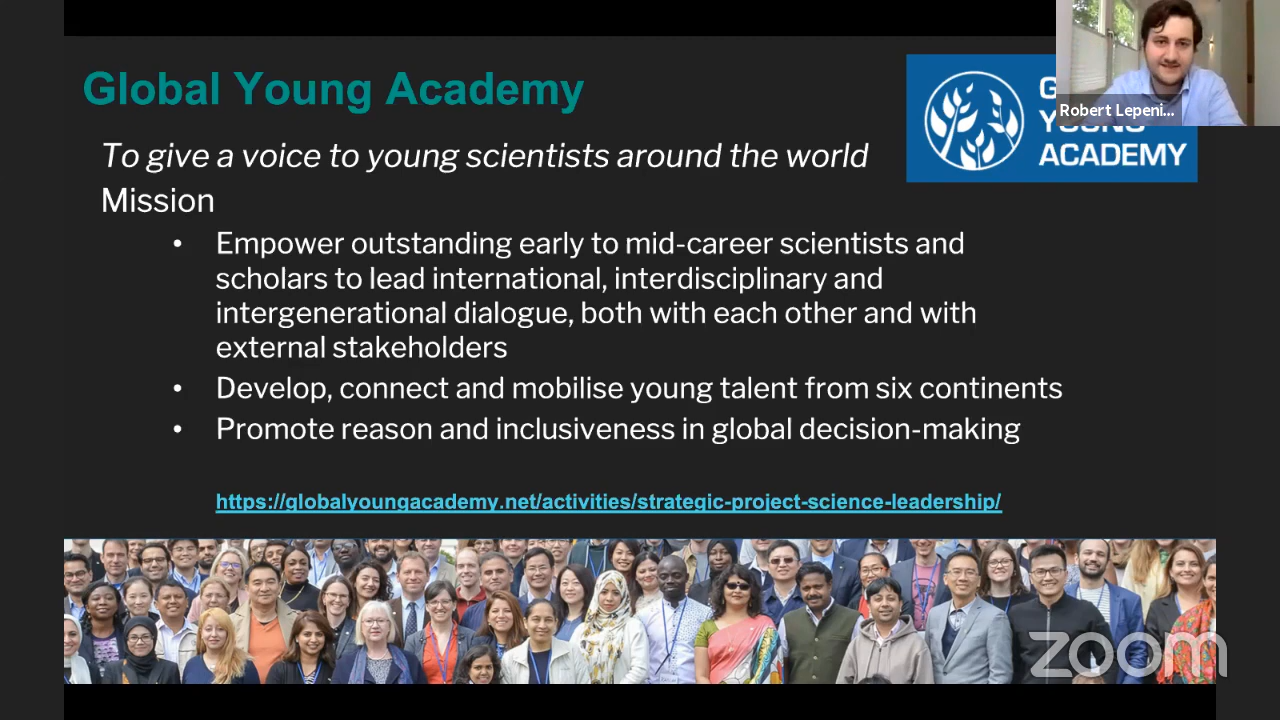 Global Young Academy
To give a voice to young scientists around the world
Mission
• Empower outstanding early to mid-career scientists and
scholars to lead international, interdisciplinary and
intergenerational dialogue, both with each other and with
external stakeholders
• Develop, connect and mobilise young talent from six continents
• Promote reason and inclusiveness in global decision-making
https://globalyoungacademy.net/activities/strategic-project-science-leadership/
YOUNG
ACADEMY
Robert Lepeni...
zoom